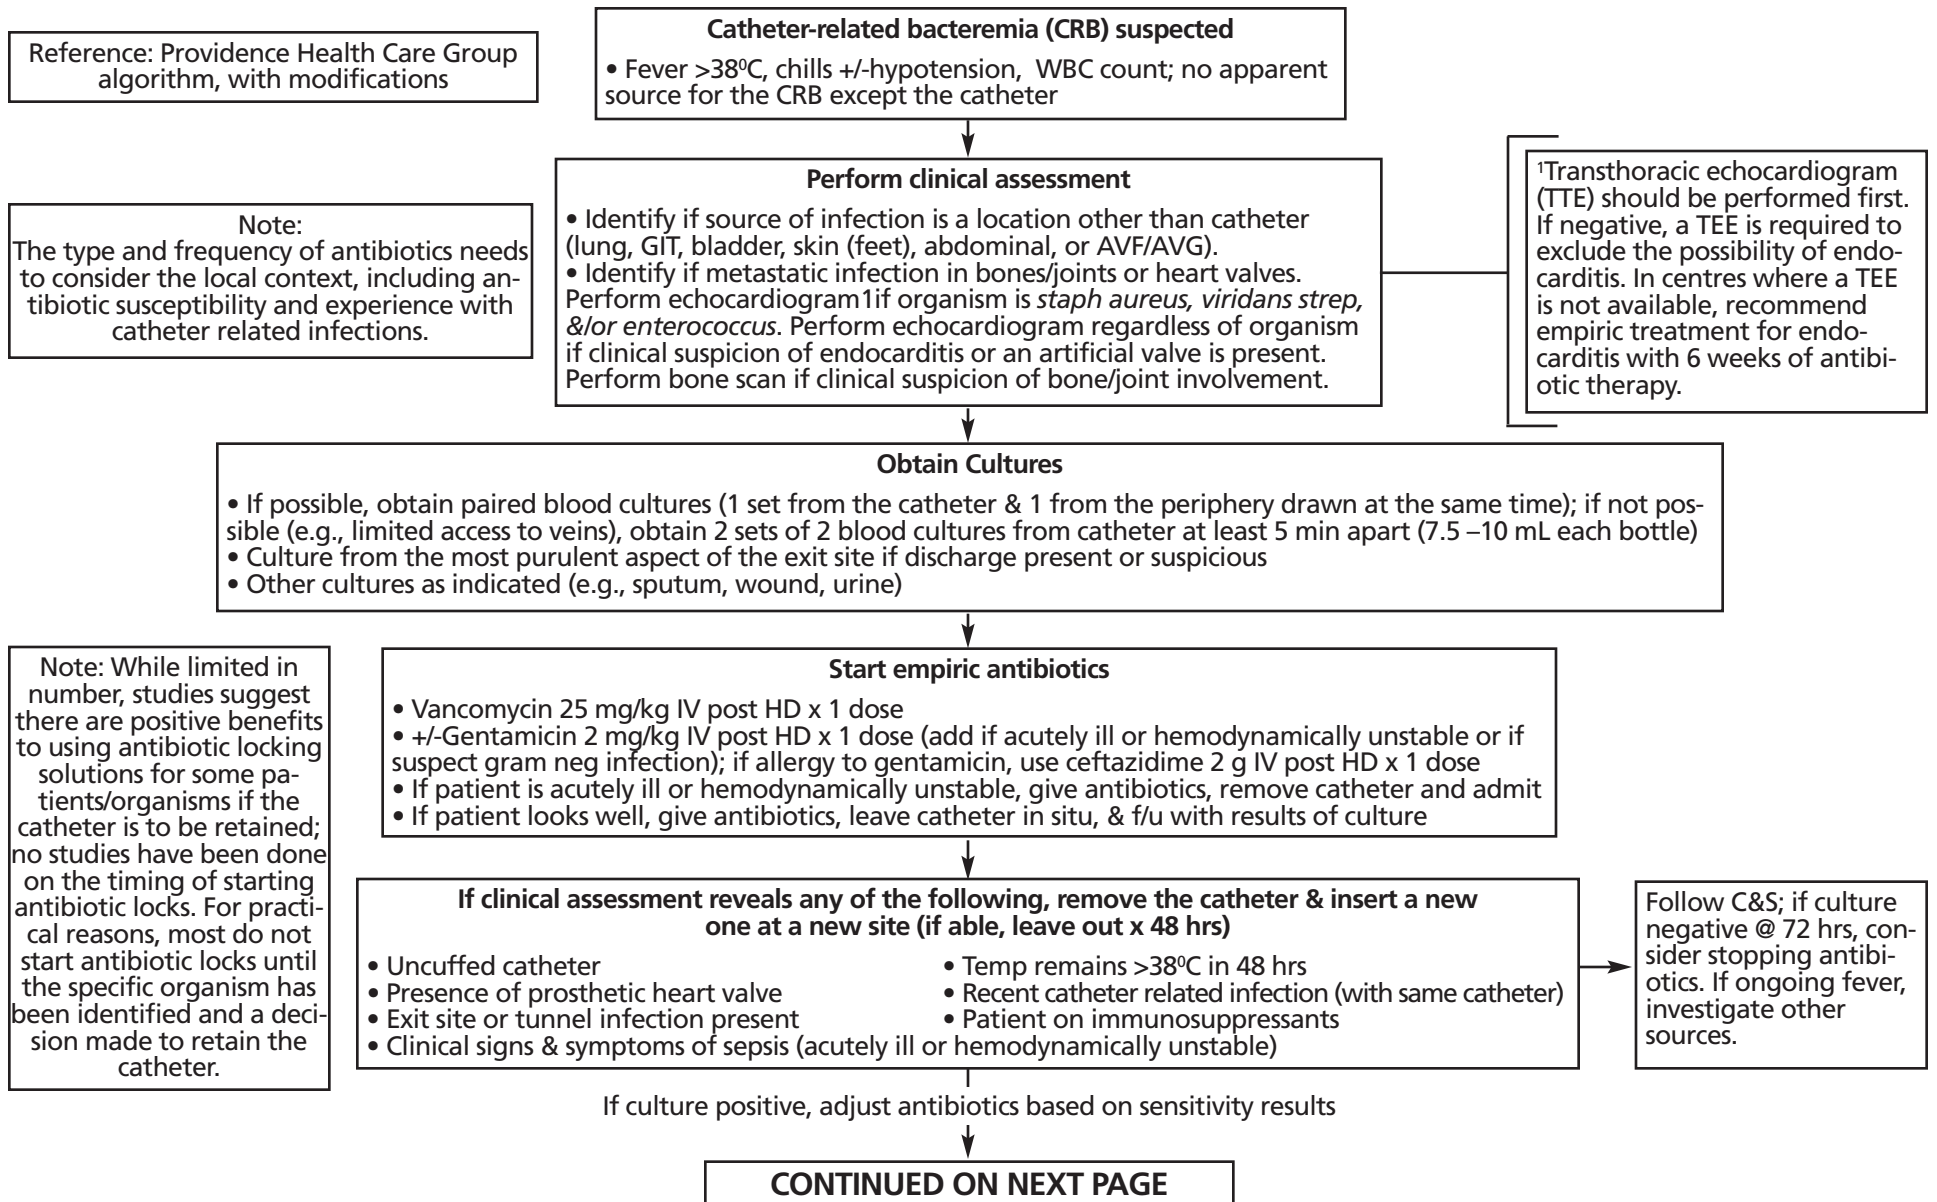 Reference: Providence Health Care Group
algorithm, with modifications
Catheter-related bacteremia (CRB) suspected
• Fever >38⁰C, chills +/-hypotension, WBC count; no apparent
source for the CRB except the catheter
Note:
The type and frequency of antibiotics needs
to consider the local context, including an-
tibiotic susceptibility and experience with
catheter related infections.
Perform clinical assessment
• Identify if source of infection is a location other than catheter
(lung, GIT, bladder, skin (feet), abdominal, or AVF/AVG).
• Identify if metastatic infection in bones/joints or heart valves.
Perform echocardiogram1if organism is staph aureus, viridans strep,
&/or enterococcus. Perform echocardiogram regardless of organism
if clinical suspicion of endocarditis or an artificial valve is present.
Perform bone scan if clinical suspicion of bone/joint involvement.
¹Transthoracic echocardiogram
(TTE) should be performed first.
If negative, a TEE is required to
exclude the possibility of endo-
carditis. In centres where a TEE
is not available, recommend
empiric treatment for endo-
carditis with 6 weeks of antibi-
otic therapy.
Obtain Cultures
• If possible, obtain paired blood cultures (1 set from the catheter & 1 from the periphery drawn at the same time); if not pos-
sible (e.g., limited access to veins), obtain 2 sets of 2 blood cultures from catheter at least 5 min apart (7.5 –10 mL each bottle)
• Culture from the most purulent aspect of the exit site if discharge present or suspicious
• Other cultures as indicated (e.g., sputum, wound, urine)
Note: While limited in
number, studies suggest
there are positive benefits
to using antibiotic locking
solutions for some pa-
tients/organisms if the
catheter is to be retained;
no studies have been done
on the timing of starting
antibiotic locks. For practi-
cal reasons, most do not
start antibiotic locks until
the specific organism has
been identified and a deci-
sion made to retain the
catheter.
Start empiric antibiotics
• Vancomycin 25 mg/kg IV post HD x 1 dose
• +/-Gentamicin 2 mg/kg IV post HD x 1 dose (add if acutely ill or hemodynamically unstable or if
suspect gram neg infection); if allergy to gentamicin, use ceftazidime 2 g IV post HD x 1 dose
• If patient is acutely ill or hemodynamically unstable, give antibiotics, remove catheter and admit
• If patient looks well, give antibiotics, leave catheter in situ, & f/u with results of culture
If clinical assessment reveals any of the following, remove the catheter & insert a new
one at a new site (if able, leave out x 48 hrs)
• Uncuffed catheter
• Presence of prosthetic heart valve
• Exit site or tunnel infection present
• Temp remains >38⁰C in 48 hrs
• Recent catheter related infection (with same catheter)
• Patient on immunosuppressants
• Clinical signs & symptoms of sepsis (acutely ill or hemodynamically unstable)
Follow C&S; if culture
negative @ 72 hrs, con-
sider stopping antibi-
otics. If ongoing fever,
investigate other
sources.
If culture positive, adjust antibiotics based on sensitivity results
CONTINUED ON NEXT PAGE